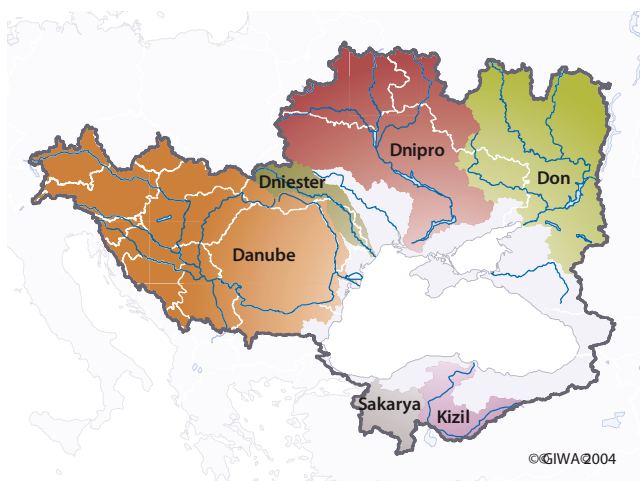 Dnipro
Dniester
Don
Danube
Sakarya
Kizil
©GIWA©2004